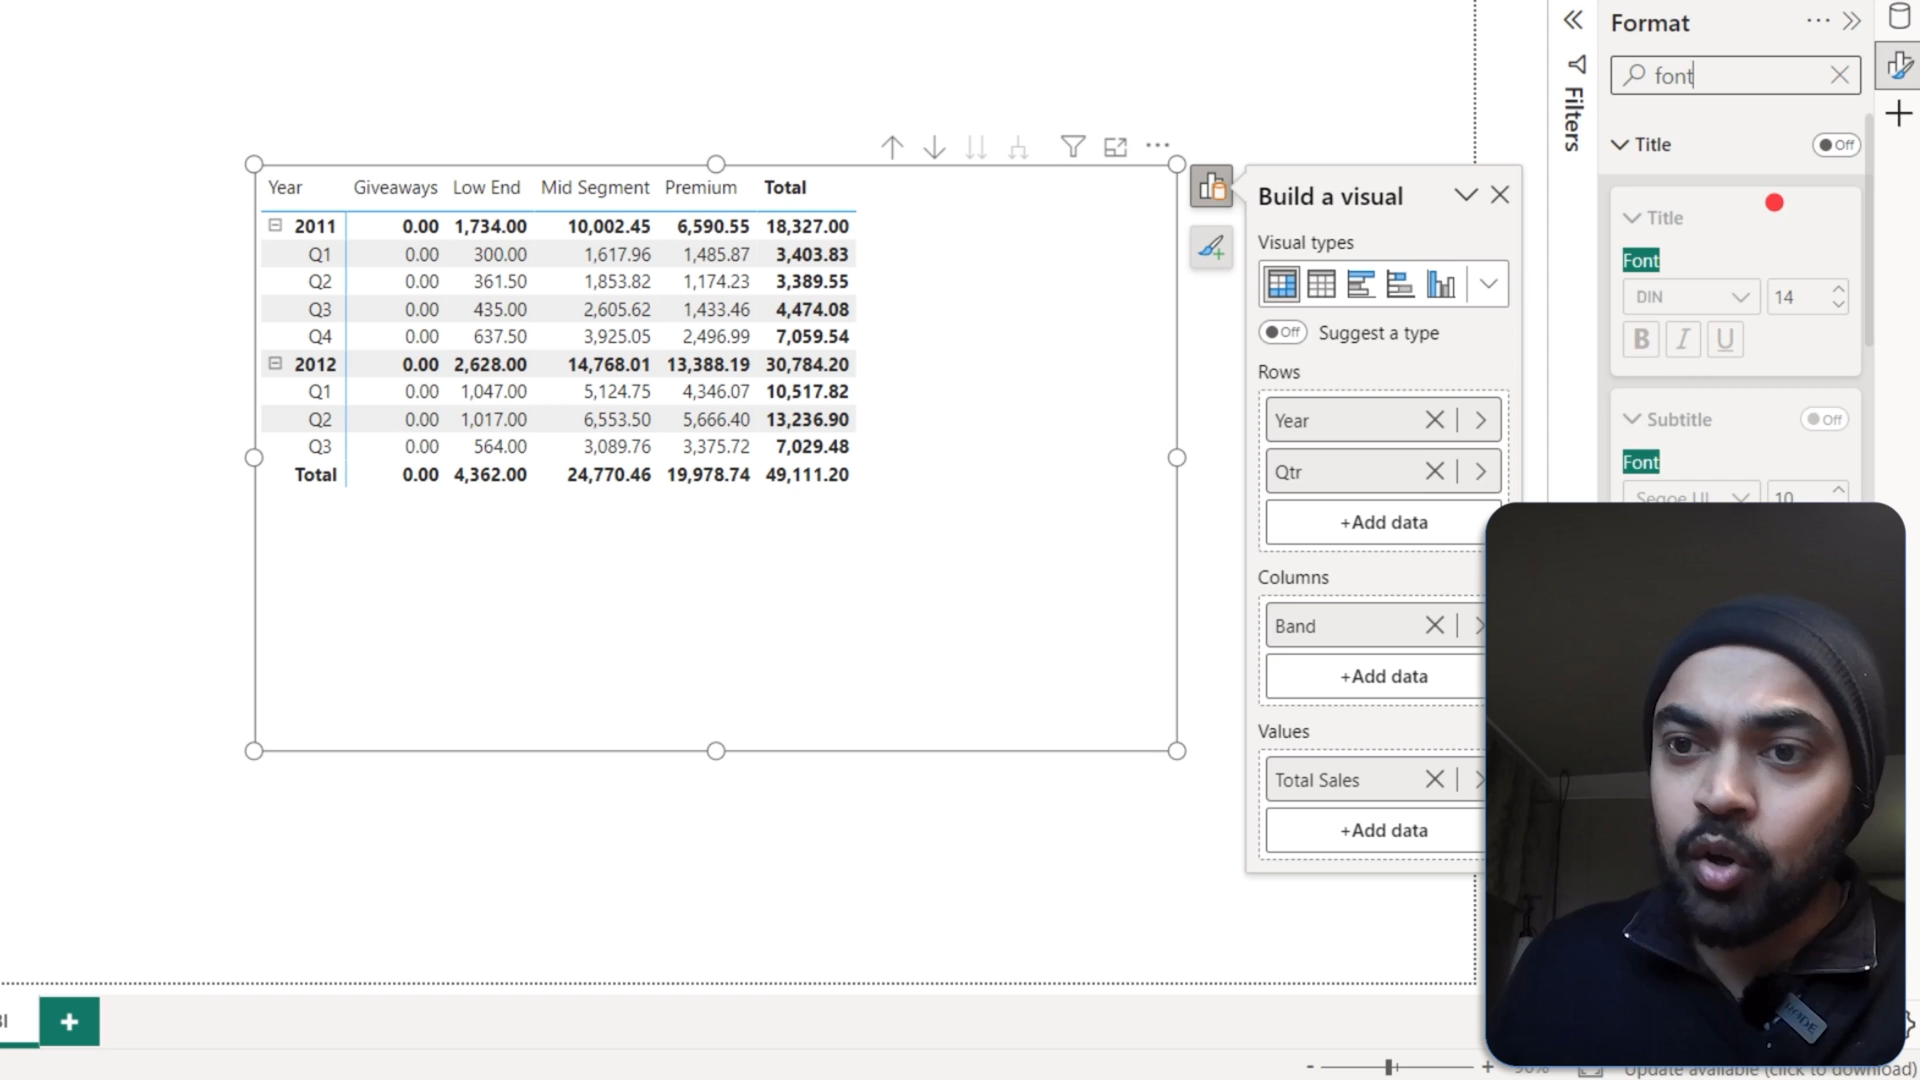 Format
font
Filters
Title
Off
Title
Font
DIN
14
B I U
Subtitle
Off
Font
Segoe UI
10
Year Giveaways Low End Mid Segment Premium Total
2011 0.00 1,734.00 10,002.45 6,590.55 18,327.00
Q1 0.00 300.00 1,617.96 1,485.87 3,403.83
Q2 0.00 361.50 1,853.82 1,174.23 3,389.55
Q3 0.00 435.00 2,605.62 1,433.46 4,474.08
Q4 0.00 637.50 3,925.05 2,496.99 7,059.54
2012 0.00 2,628.00 14,768.01 13,388.19 30,784.20
Q1 0.00 1,047.00 5,124.75 4,346.07 10,517.82
Q2 0.00 1,017.00 6,553.50 5,666.40 13,236.90
Q3 0.00 564.00 3,089.76 3,375.72 7,029.48
Total 0.00 4,362.00 24,770.46 19,978.74 49,111.20
Build a visual
Visual types
Off Suggest a type
Rows
Year
Qtr
+Add data
Columns
Band
+Add data
Values
Total Sales
+Add data
RODE
Update available (click to download)